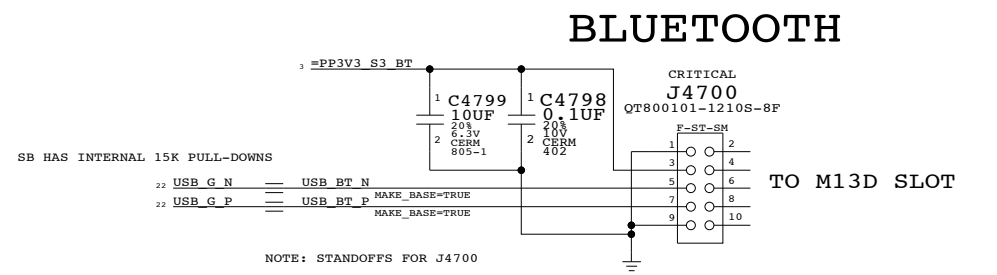 BLUETOOTH
3 =PP3V3_S3_BT
CRITICAL
J4700
QT800101-1210S-8F
F-ST-SM
1 C4799
10UF
20%
6.3V
2 CERM
805-1
1 C4798
0.1UF
20%
10V
2 CERM
402
1 2
3 4
5 6
7 8
9 10
SB HAS INTERNAL 15K PULL-DOWNS
22 USB_G_N USB_BT_N
MAKE_BASE=TRUE
22 USB_G_P USB_BT_P
MAKE_BASE=TRUE
TO M13D SLOT
NOTE: STANDOFFS FOR J4700